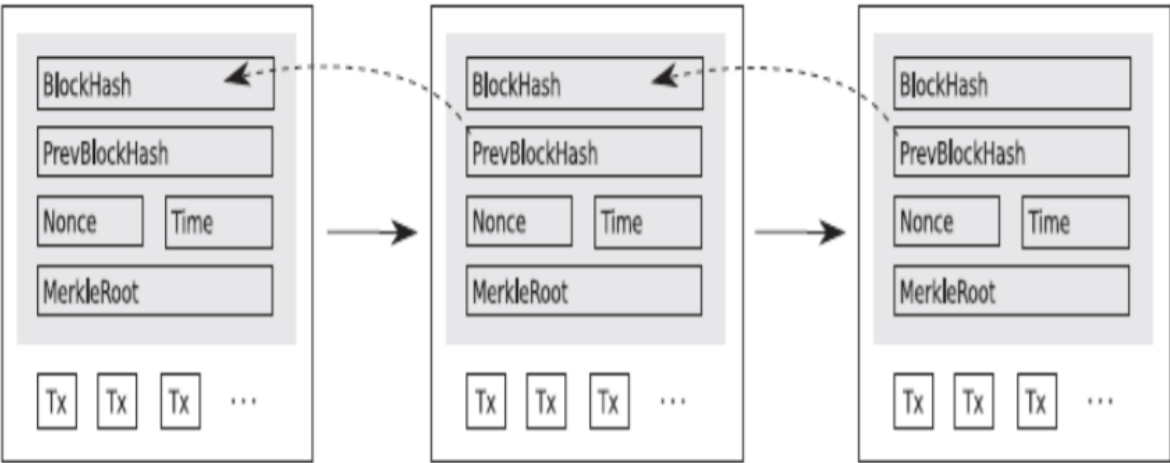 BlockHash
PrevBlockHash
Nonce Time
MerkleRoot
Tx Tx Tx ...
BlockHash
PrevBlockHash
Nonce Time
MerkleRoot
Tx Tx Tx ...
BlockHash
PrevBlockHash
Nonce Time
MerkleRoot
Tx Tx Tx ...